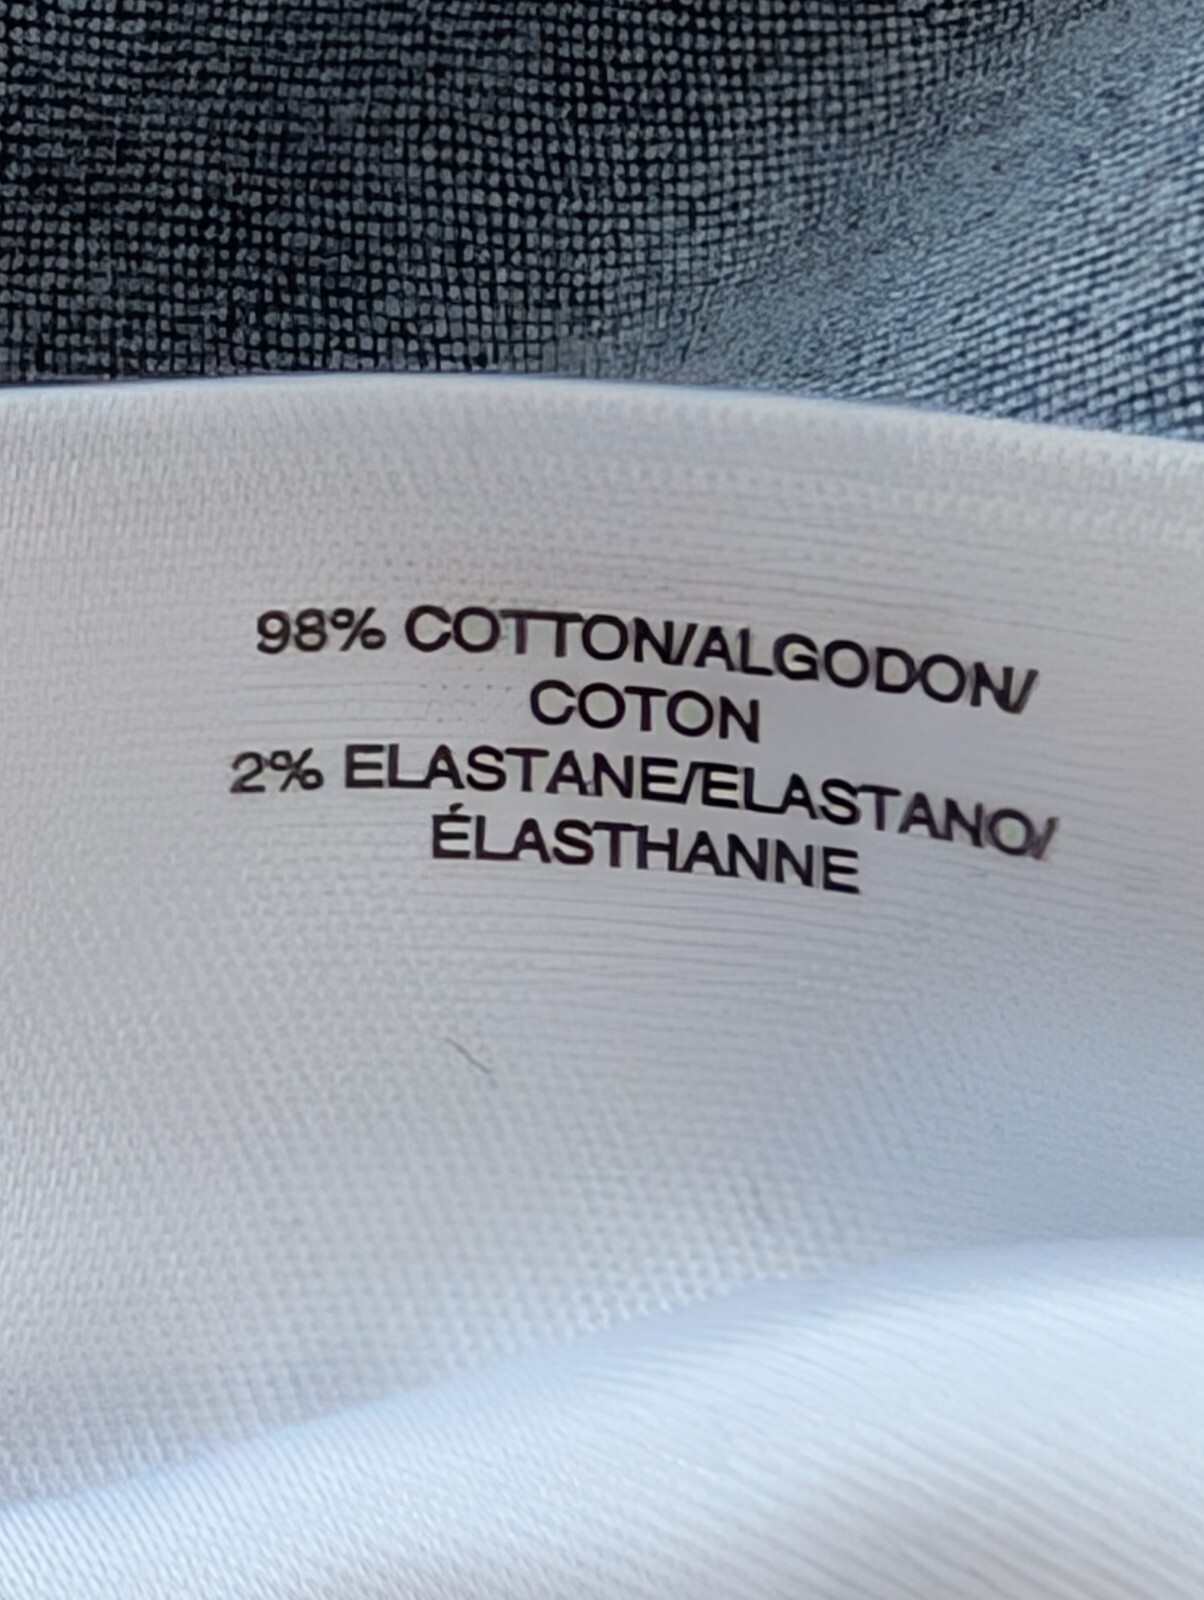 98% COTTON/ALGODON/
COTON
2% ELASTANE/ELASTANO/
ÉLASTHANNE